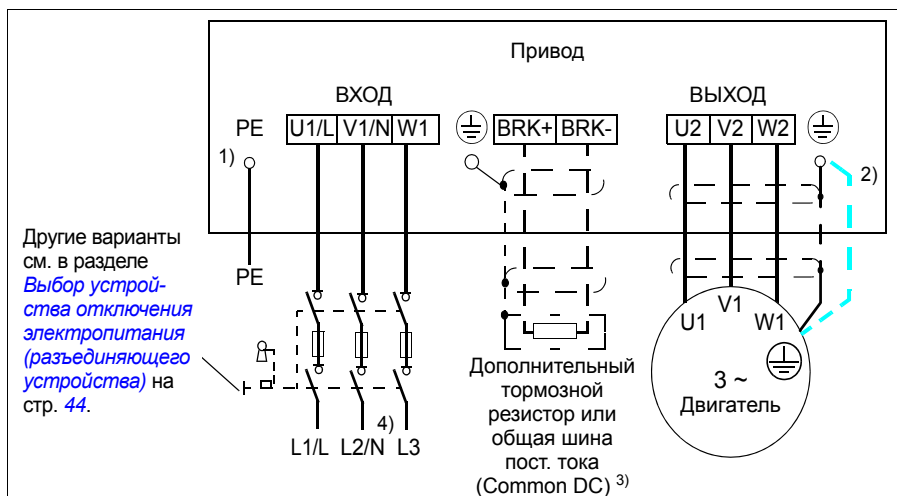 Привод
ВХОД
ВЫХОД
PE
U1/L V1/N W1
BRK+ BRK-
U2 V2 W2
1)
2)
Другие варианты
см. в разделе
Выбор устрой-
ства отключения
электропитания
(разъединяющего
устройства) на
стр. 44.
PE
4)
L1/L L2/N L3
Дополнительный
тормозной
резистор или
общая шина
пост. тока
(Common DC) 3)
U1 V1 W1
3 ~
Двигатель